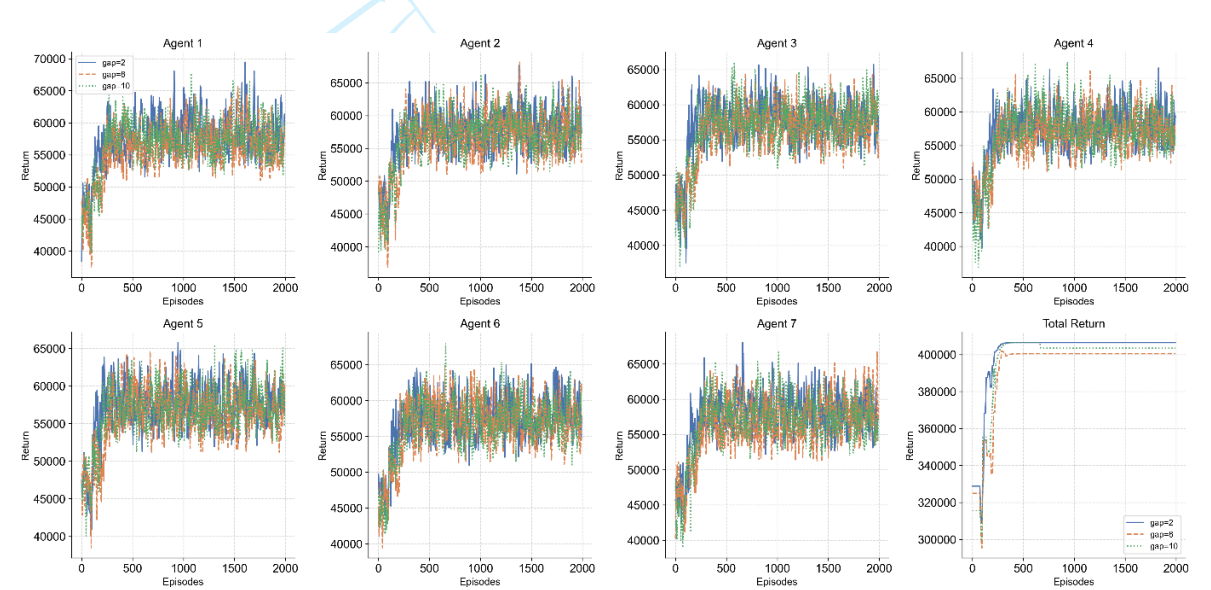 Agent 1
70000
65000
60000
55000
50000
45000
40000
Return
gap=2
gap=6
gap 10
0 500 1000 1500 2000
Episodes
Agent 2
65000
60000
55000
50000
45000
40000
Return
0 500 1000 1500 2000
Episodes
Agent 3
65000
60000
55000
50000
45000
40000
Return
0 500 1000 1500 2000
Episodes
Agent 4
65000
60000
55000
50000
45000
40000
Return
0 500 1000 1500 2000
Episodes
Agent 5
65000
60000
55000
50000
45000
40000
Return
0 500 1000 1500 2000
Episodes
Agent 6
65000
60000
55000
50000
45000
40000
Return
0 500 1000 1500 2000
Episodes
Agent 7
65000
60000
55000
50000
45000
40000
Return
0 500 1000 1500 2000
Episodes
Total Return
400000
380000
360000
340000
320000
300000
Return
gap=2
gap=6
gap=10
0 500 1000 1500 2000
Episodes